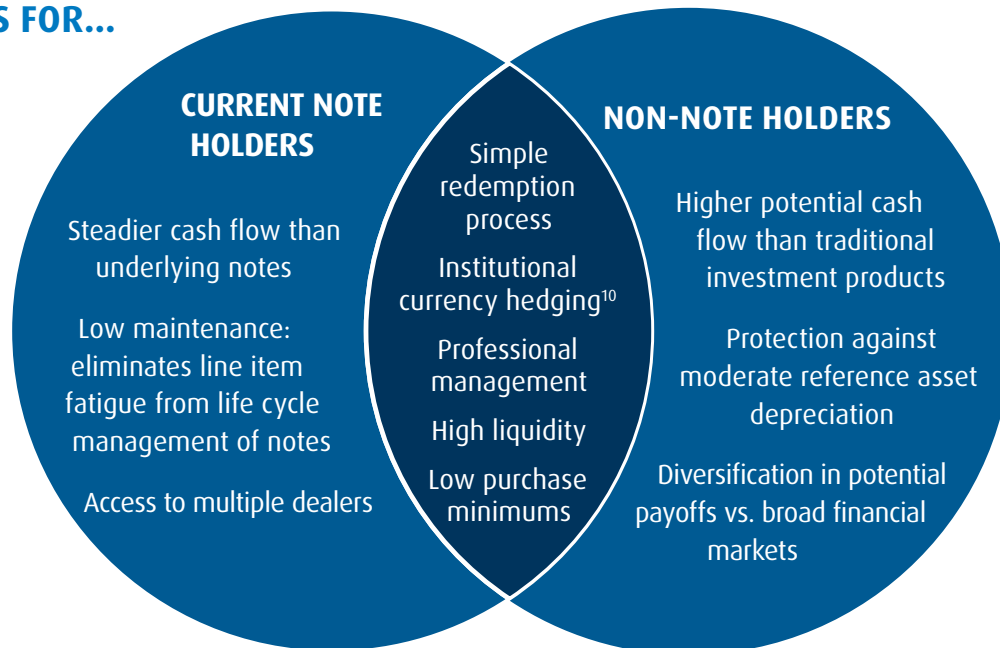 S FOR...
CURRENT NOTE
HOLDERS
Steadier cash flow than
underlying notes
Low maintenance:
eliminates line item
fatigue from life cycle
management of notes
Access to multiple dealers
Simple
redemption
process
Institutional
currency hedging¹⁰
Professional
management
High liquidity
Low purchase
minimums
NON-NOTE HOLDERS
Higher potential cash
flow than traditional
investment products
Protection against
moderate reference asset
depreciation
Diversification in potential
payoffs vs. broad financial
markets